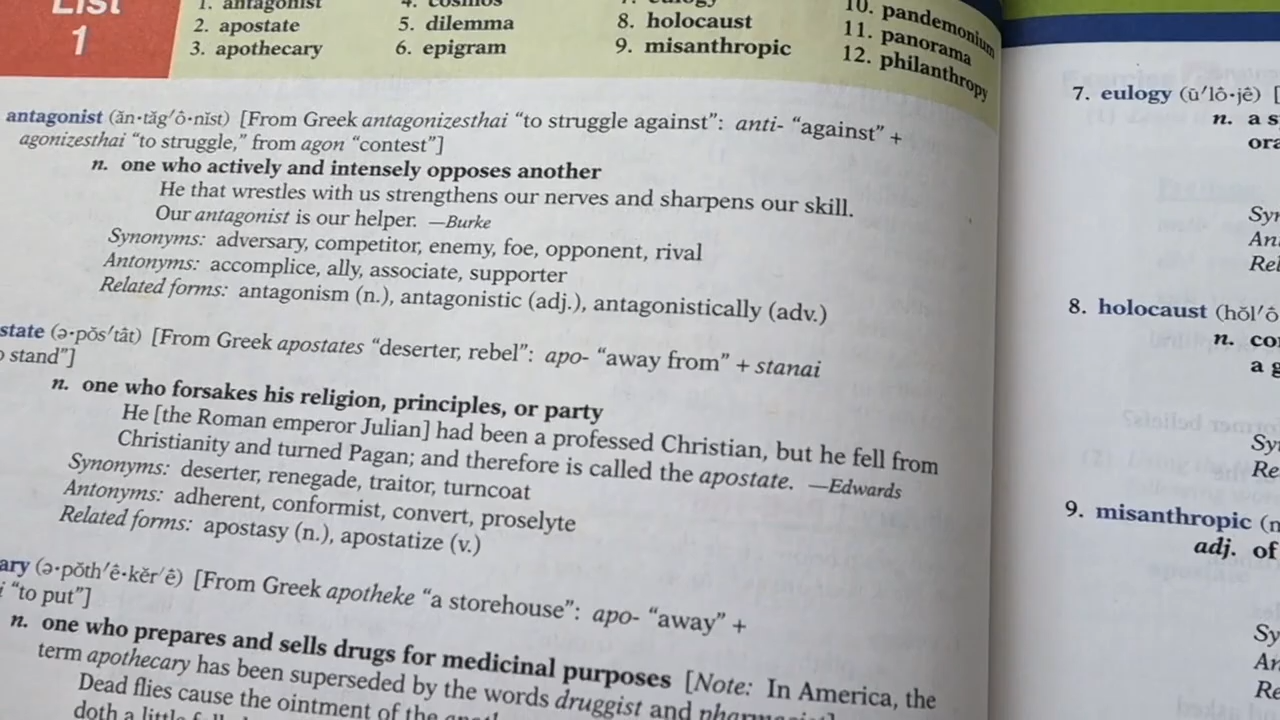 List
1
1. antagonist
2. apostate
3. apothecary
4. cosmos
5. dilemma
6. epigram
eulogy
8. holocaust
9. misanthropic
10. pandemonium
11. panorama
12. philanthropy
antagonist (ăn·tăg′ô·nĭst) [From Greek antagonizesthai “to struggle against”: anti- “against” +
agonizesthai “to struggle,” from agon “contest”]
n. one who actively and intensely opposes another
He that wrestles with us strengthens our nerves and sharpens our skill.
Our antagonist is our helper. —Burke
Synonyms: adversary, competitor, enemy, foe, opponent, rival
Antonyms: accomplice, ally, associate, supporter
Related forms: antagonism (n.), antagonistic (adj.), antagonistically (adv.)
state (ə·pŏs′tât) [From Greek apostates “deserter, rebel”: apo- “away from” + stanai
stand”]
n. one who forsakes his religion, principles, or party
He [the Roman emperor Julian] had been a professed Christian, but he fell from
Christianity and turned Pagan; and therefore is called the apostate. —Edwards
Synonyms: deserter, renegade, traitor, turncoat
Antonyms: adherent, conformist, convert, proselyte
Related forms: apostasy (n.), apostatize (v.)
ary (ə·pŏth′ê·kĕr′ê) [From Greek apotheke “a storehouse”: apo- “away” +
“to put”]
n. one who prepares and sells drugs for medicinal purposes [Note: In America, the
term apothecary has been superseded by the words druggist and pharmacist]
Dead flies cause the ointment of the
doth a little
7. eulogy (ū′lô·jê) [
n. a s
ora
Syn
Ant
Rel
8. holocaust (hŏl′ô
n. co
a g
Sy
Re
9. misanthropic (
adj. of
Sy
An
Re